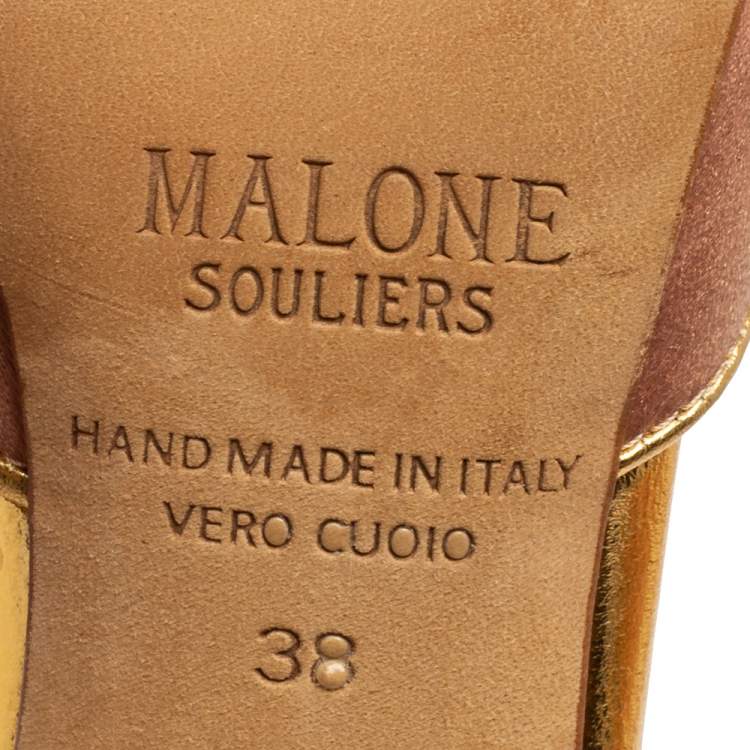 MALONE
SOULIERS
HAND MADE IN ITALY
VERO CUOIO
38